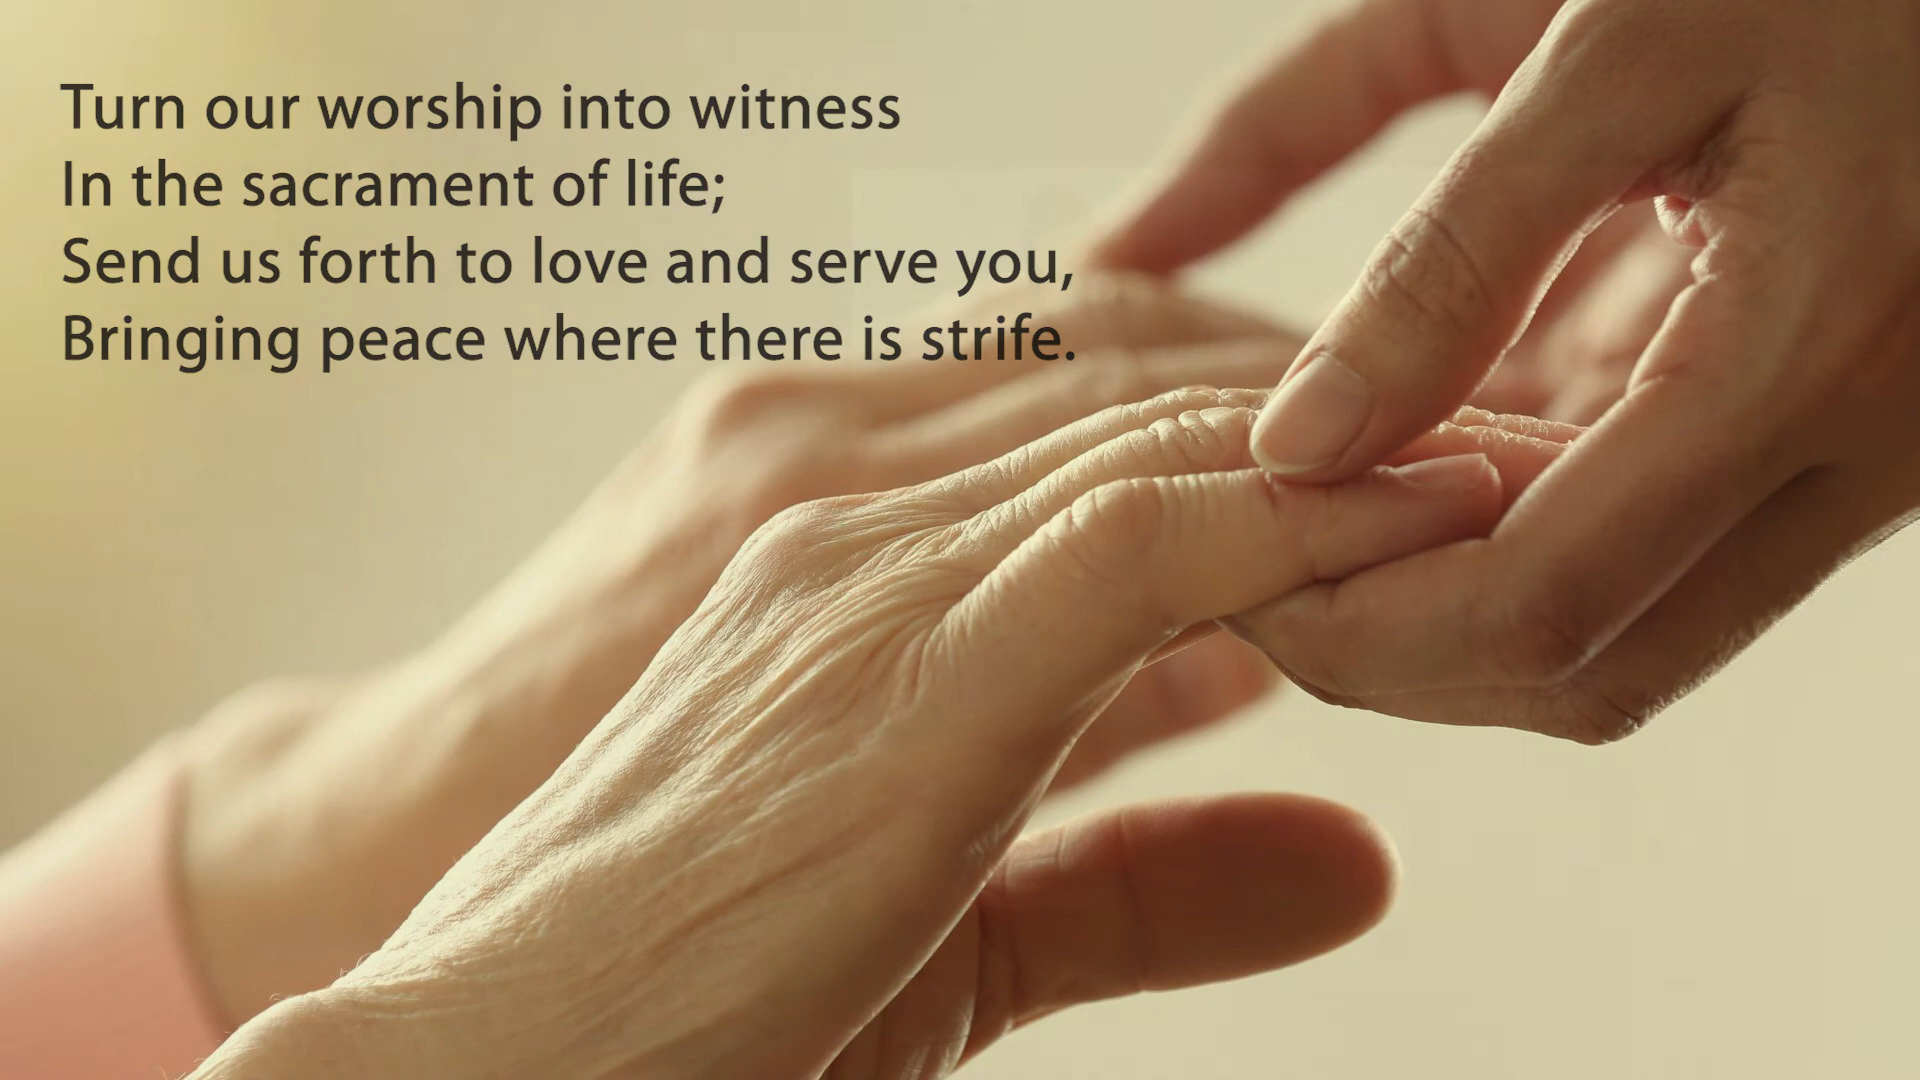 Turn our worship into witness
In the sacrament of life;
Send us forth to love and serve you,
Bringing peace where there is strife.